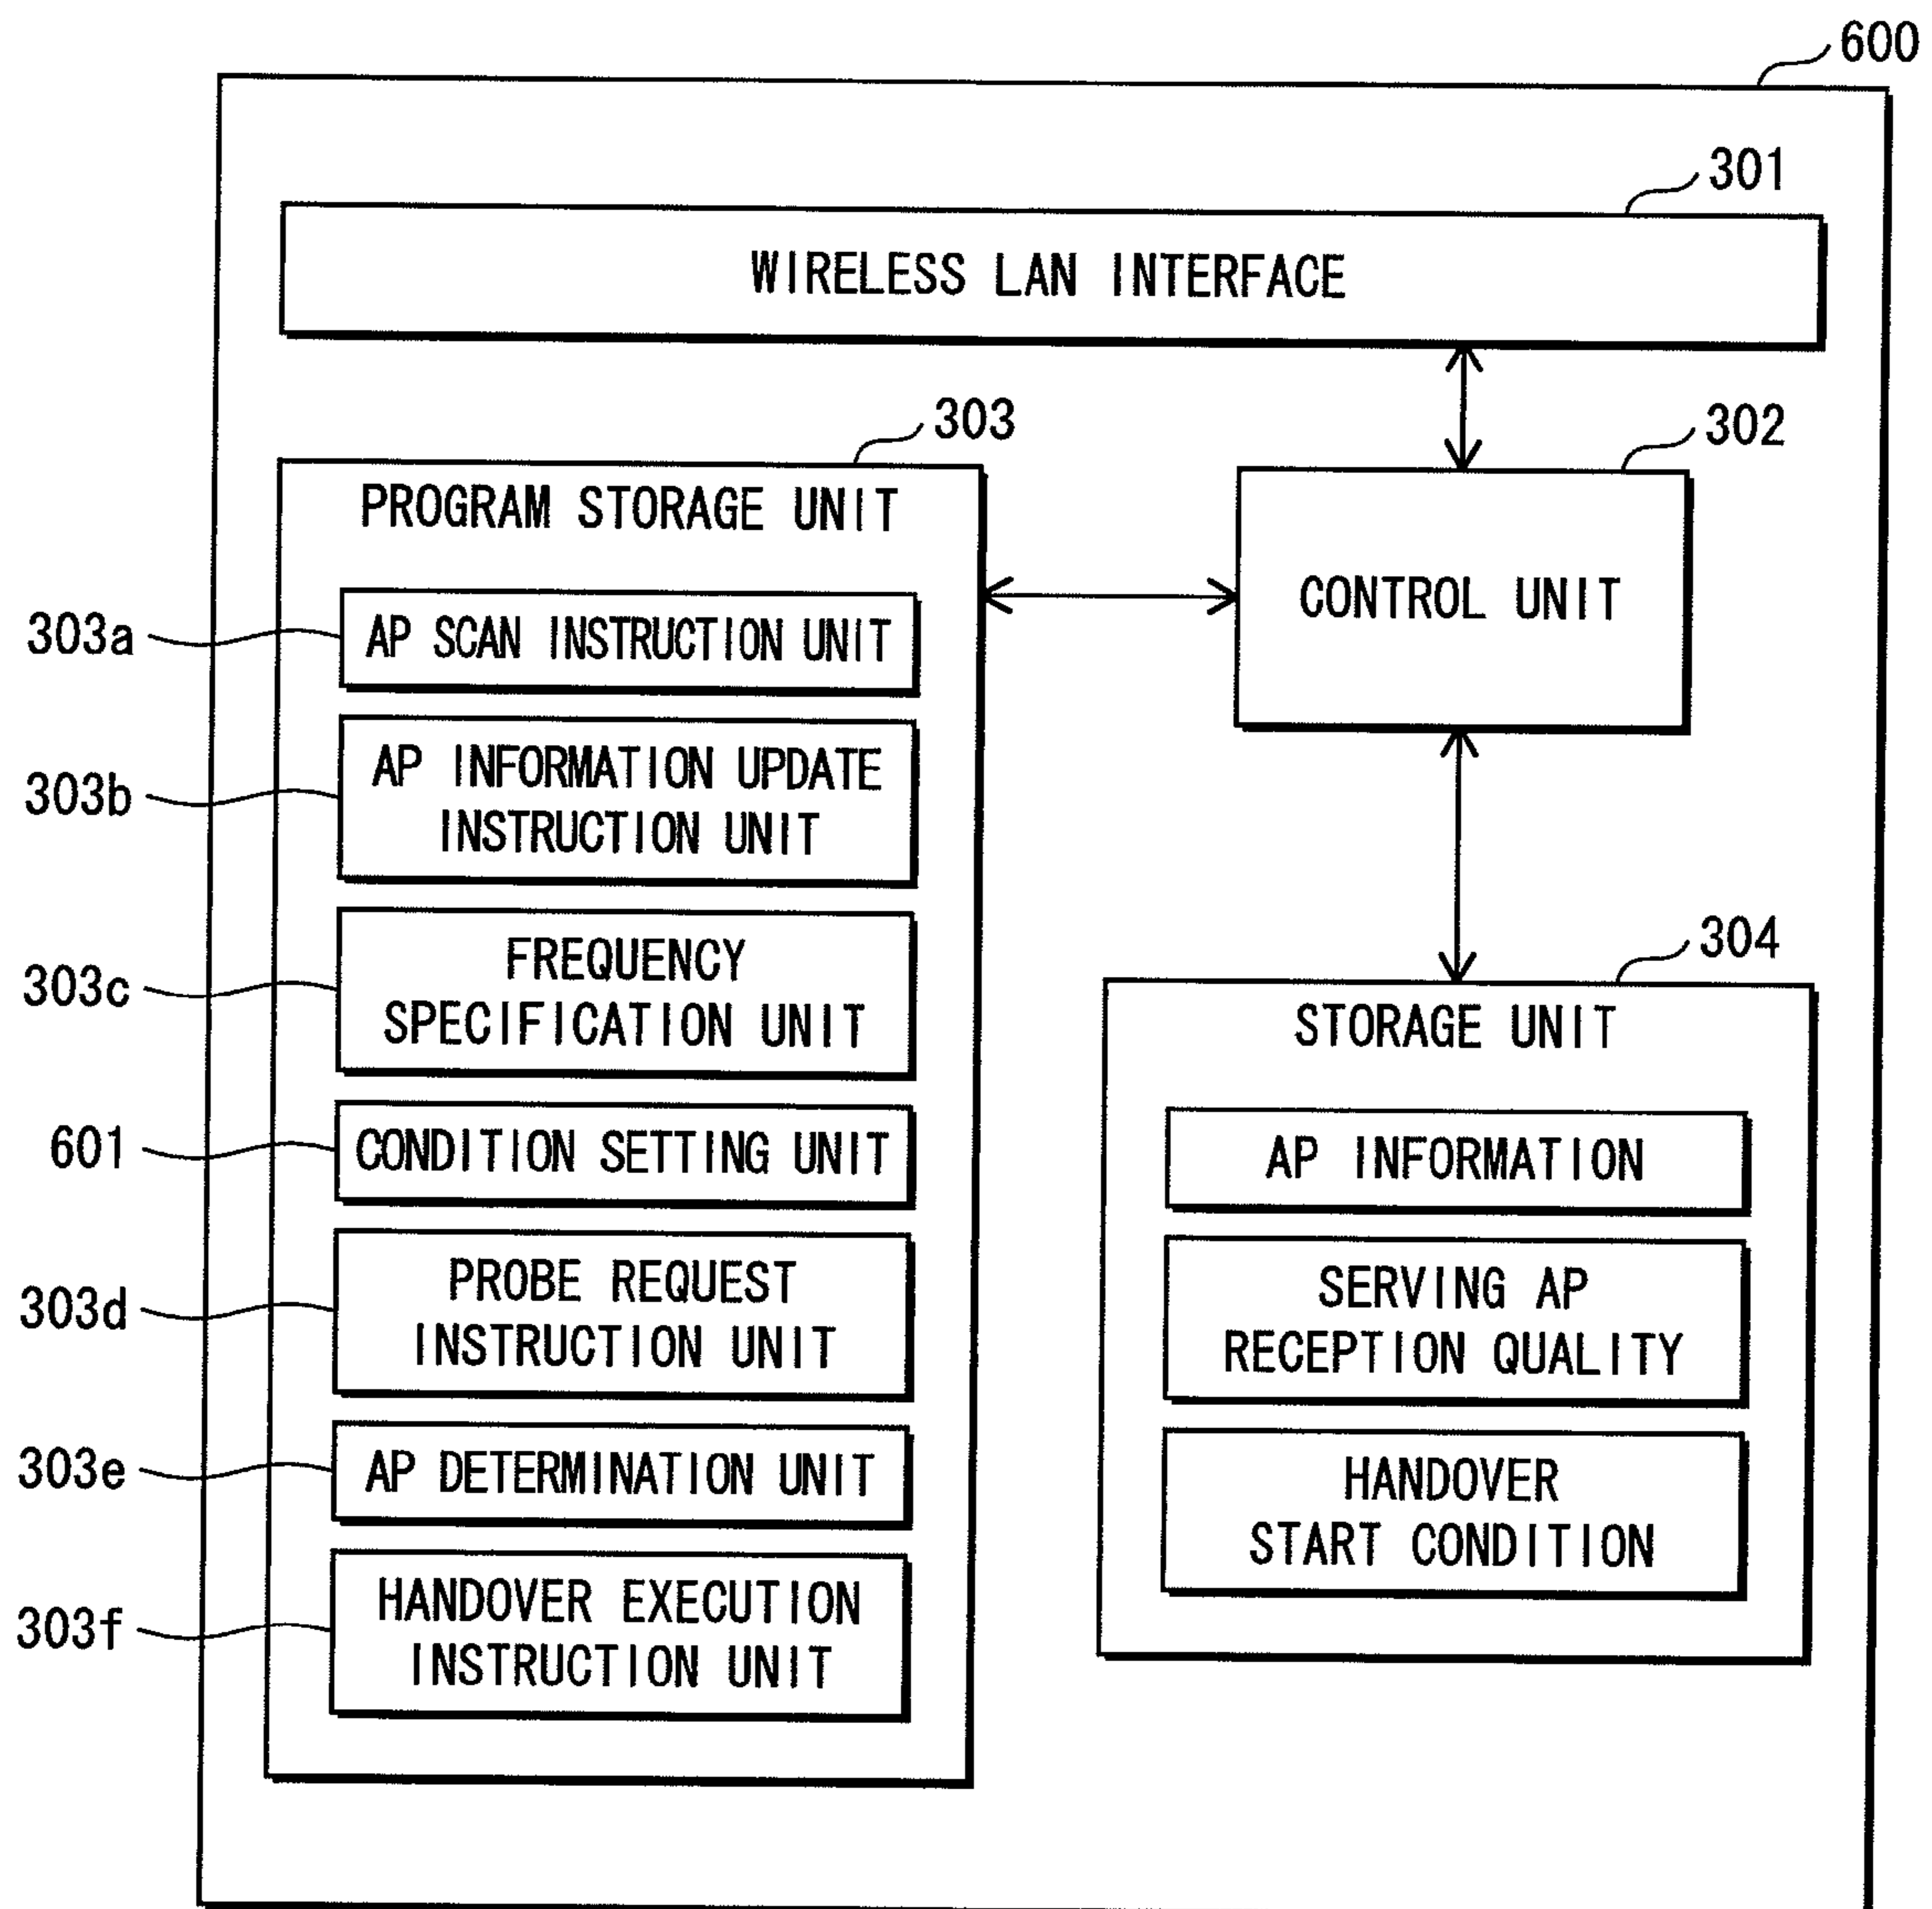 600
301
WIRELESS LAN INTERFACE
303
302
PROGRAM STORAGE UNIT
CONTROL UNIT
303a
AP SCAN INSTRUCTION UNIT
303b
AP INFORMATION UPDATE
INSTRUCTION UNIT
303c
FREQUENCY
SPECIFICATION UNIT
601
CONDITION SETTING UNIT
303d
PROBE REQUEST
INSTRUCTION UNIT
303e
AP DETERMINATION UNIT
303f
HANDOVER EXECUTION
INSTRUCTION UNIT
304
STORAGE UNIT
AP INFORMATION
SERVING AP
RECEPTION QUALITY
HANDOVER
START CONDITION